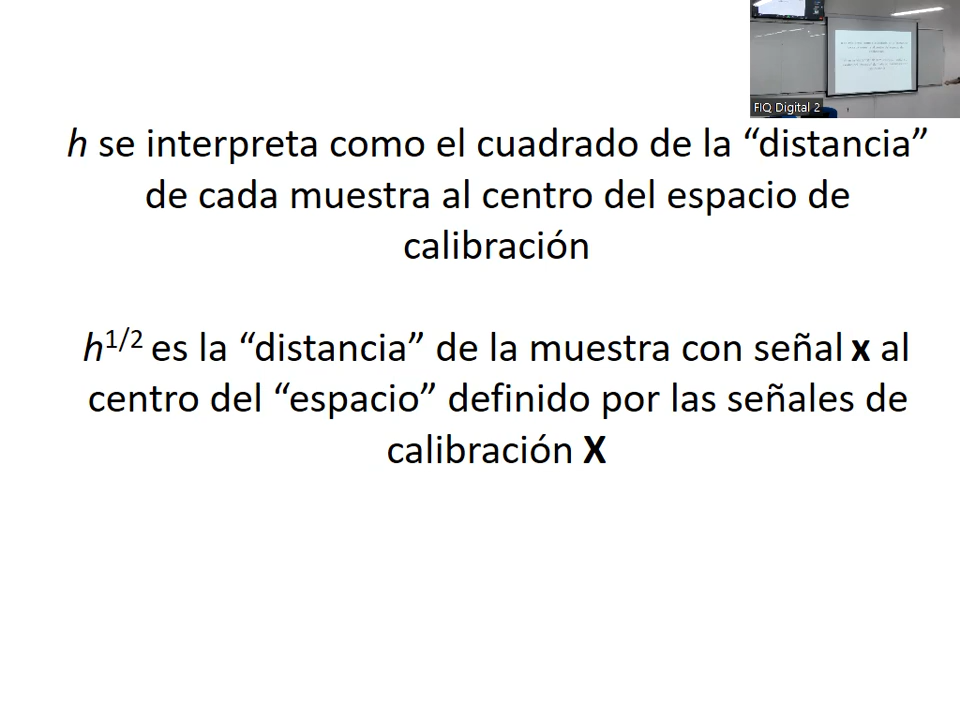 FIQ Digital 2
h se interpreta como el cuadrado de la “distancia”
de cada muestra al centro del espacio de
calibración
h1/2 es la “distancia” de la muestra con señal x al
centro del “espacio” definido por las señales de
calibración X